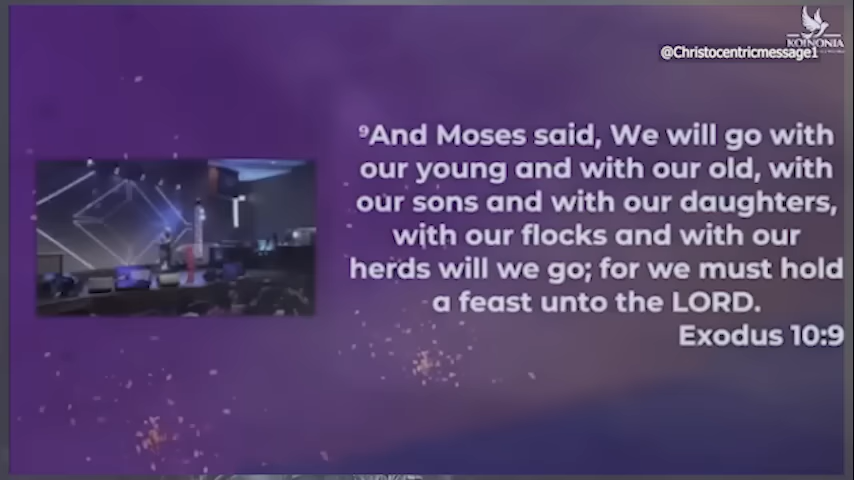 KOINONIA
@Christocentricmessage1
⁹And Moses said, We will go with
our young and with our old, with
our sons and with our daughters,
with our flocks and with our
herds will we go; for we must hold
a feast unto the LORD.
Exodus 10:9